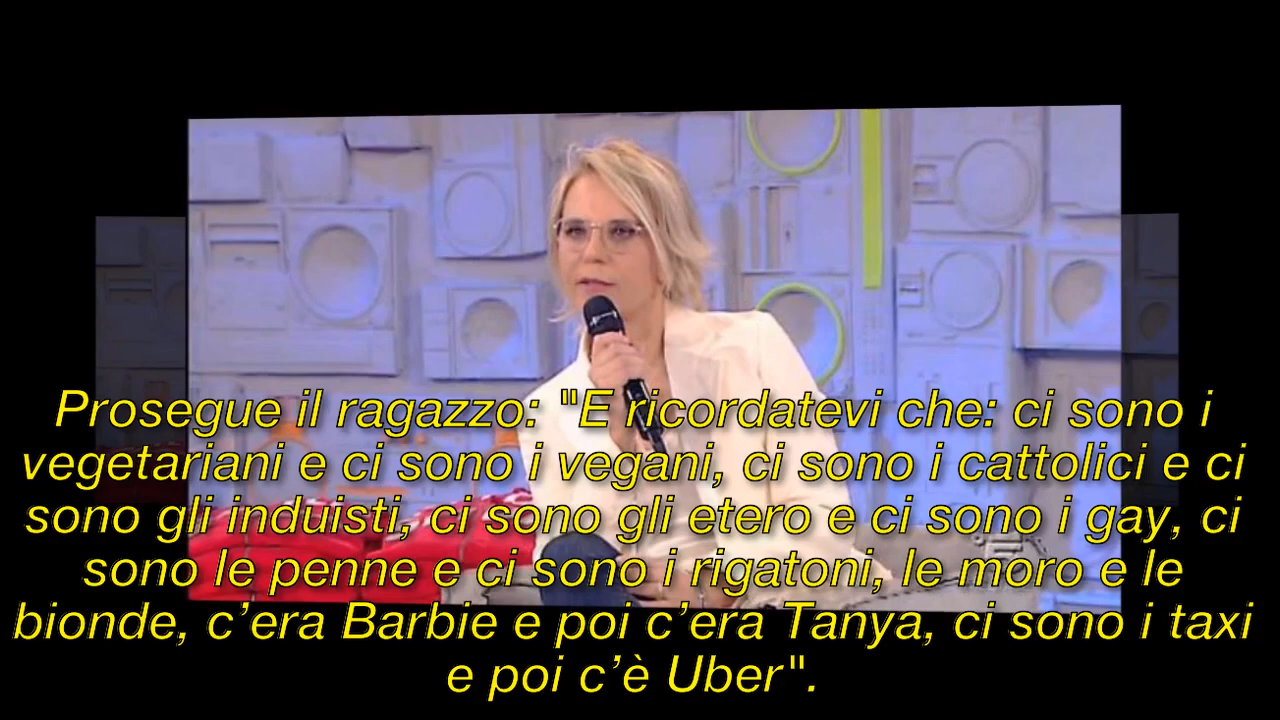 Prosegue il ragazzo: "E ricordatevi che: ci sono i
vegetariani e ci sono i vegani, ci sono i cattolici e ci
sono gli induisti, ci sono gli etero e ci sono i gay, ci
sono le penne e ci sono i rigatoni, le moro e le
bionde, c’era Barbie e poi c’era Tanya, ci sono i taxi
e poi c’è Uber".